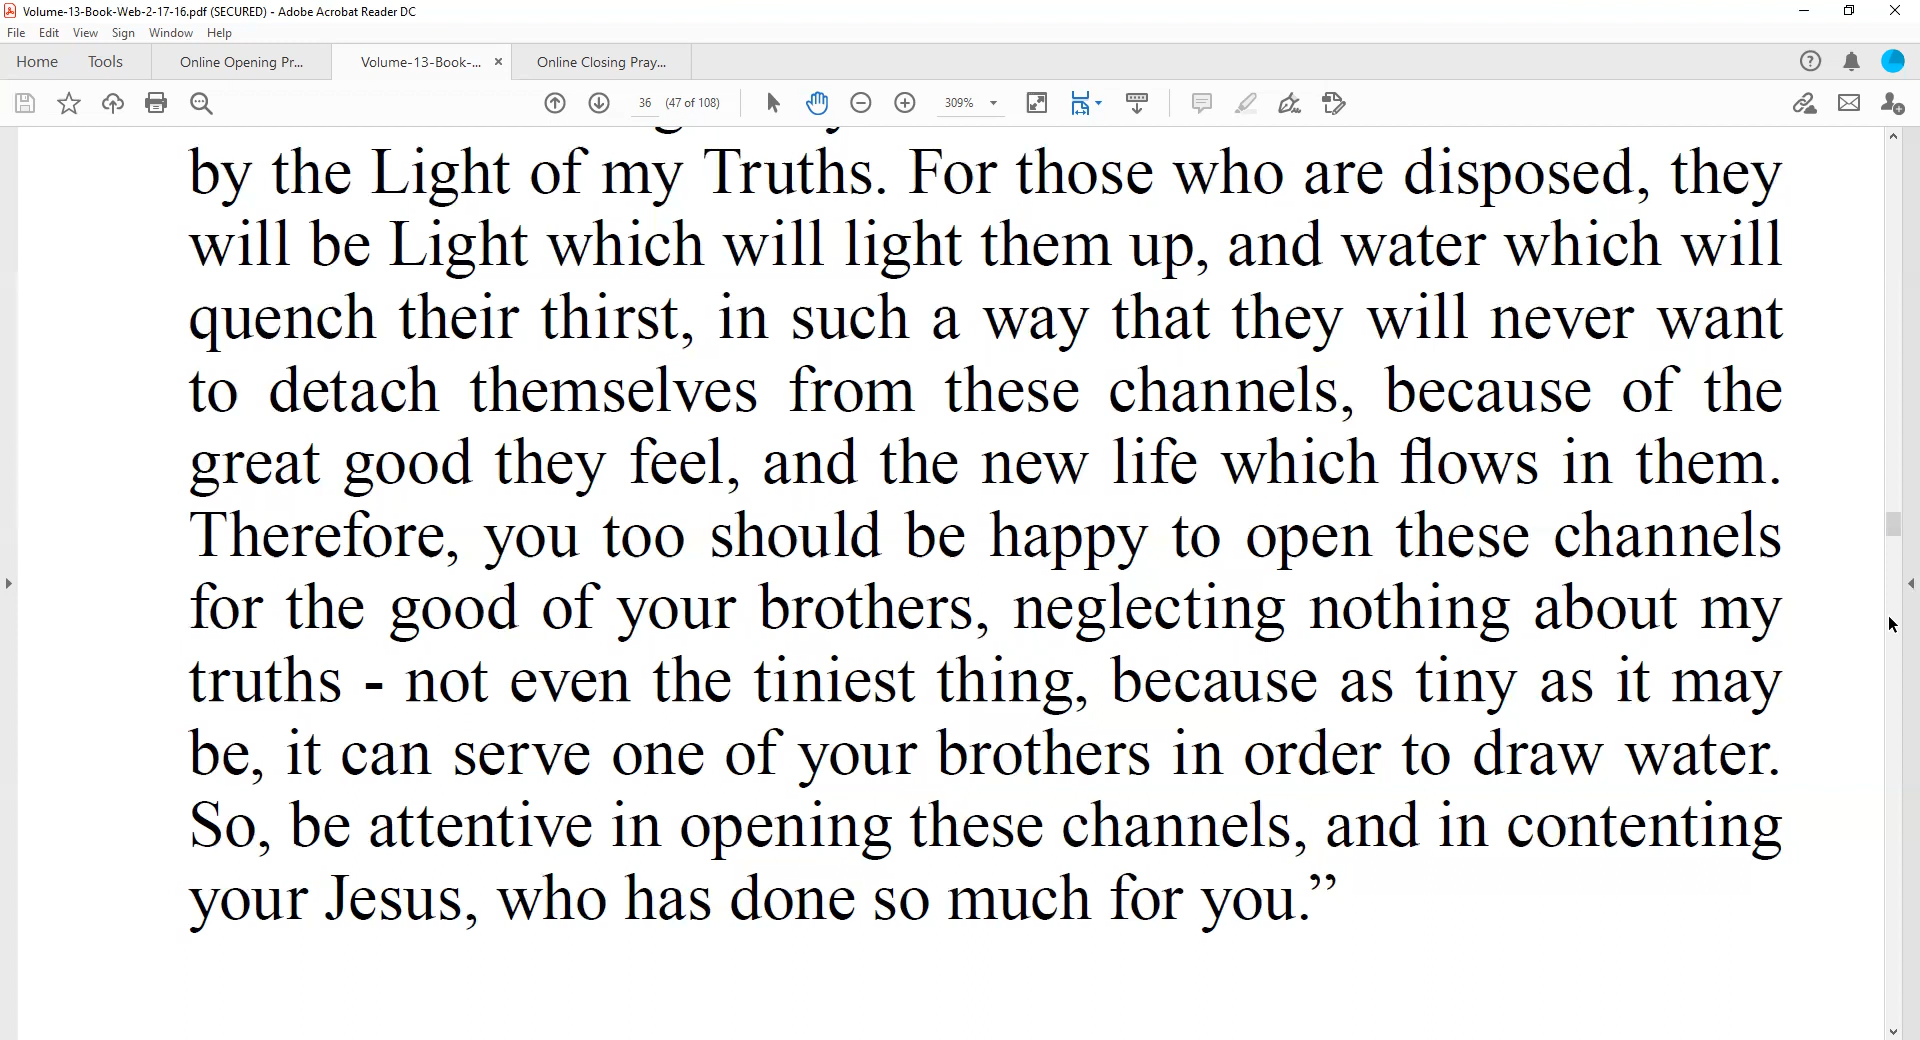 Volume-13-Book-Web-2-17-16.pdf (SECURED) - Adobe Acrobat Reader DC
File Edit View Sign Window Help
Home Tools Online Opening Pr... Volume-13-Book-... × Online Closing Pray...
36 (47 of 108) 309%
by the Light of my Truths. For those who are disposed, they
will be Light which will light them up, and water which will
quench their thirst, in such a way that they will never want
to detach themselves from these channels, because of the
great good they feel, and the new life which flows in them.
Therefore, you too should be happy to open these channels
for the good of your brothers, neglecting nothing about my
truths - not even the tiniest thing, because as tiny as it may
be, it can serve one of your brothers in order to draw water.
So, be attentive in opening these channels, and in contenting
your Jesus, who has done so much for you.”